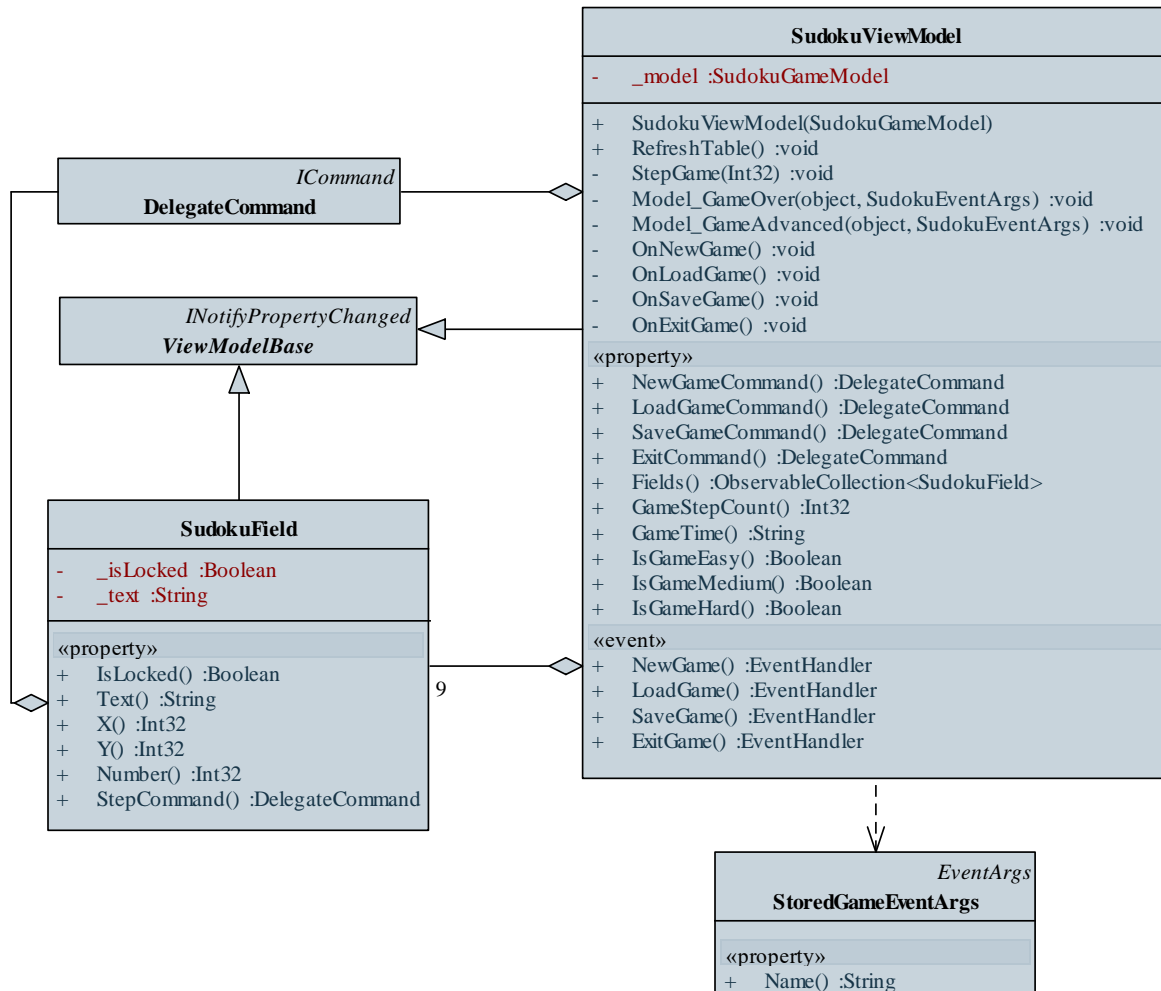 SudokuViewModel
- _model :SudokuGameModel
+ SudokuViewModel(SudokuGameModel)
+ RefreshTable() :void
- StepGame(Int32) :void
- Model_GameOver(object, SudokuEventArgs) :void
- Model_GameAdvanced(object, SudokuEventArgs) :void
- OnNewGame() :void
- OnLoadGame() :void
- OnSaveGame() :void
- OnExitGame() :void
«property»
+ NewGameCommand() :DelegateCommand
+ LoadGameCommand() :DelegateCommand
+ SaveGameCommand() :DelegateCommand
+ ExitCommand() :DelegateCommand
+ Fields() :ObservableCollection<SudokuField>
+ GameStepCount() :Int32
+ GameTime() :String
+ IsGameEasy() :Boolean
+ IsGameMedium() :Boolean
+ IsGameHard() :Boolean
«event»
+ NewGame() :EventHandler
+ LoadGame() :EventHandler
+ SaveGame() :EventHandler
+ ExitGame() :EventHandler
ICommand
DelegateCommand
INotifyPropertyChanged
ViewModelBase
SudokuField
- _isLocked :Boolean
- _text :String
«property»
+ IsLocked() :Boolean
+ Text() :String
+ X() :Int32
+ Y() :Int32
+ Number() :Int32
+ StepCommand() :DelegateCommand
9
EventArgs
StoredGameEventArgs
«property»
+ Name() :String